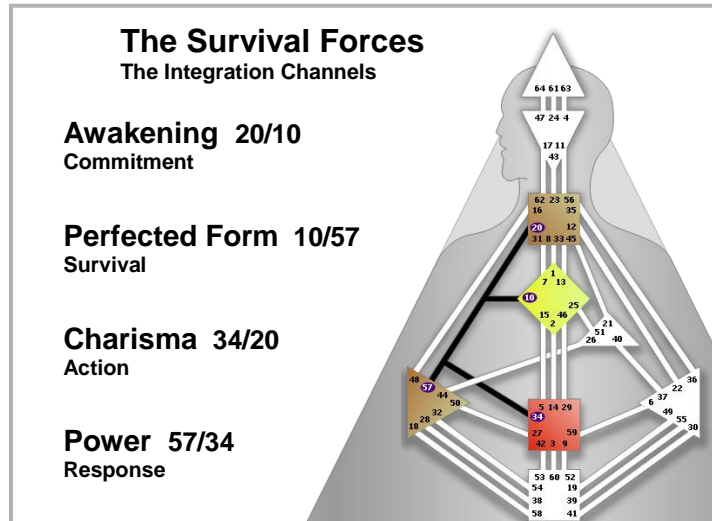 The Survival Forces
The Integration Channels
Awakening 20/10
Commitment
Perfected Form 10/57
Survival
Charisma 34/20
Action
Power 57/34
Response
64 61 63
47 24 4
17 11
43
62 23 56
16 35
20 12
31 8 33 45
1
7 13
10 25
15 46
2
21
51
26 40
48
57
44
50
32
28
18
5 14 29
34
27 59
42 3 9
36
22
37
6
49
55
30
53 60 52
54 19
38 39
58 41